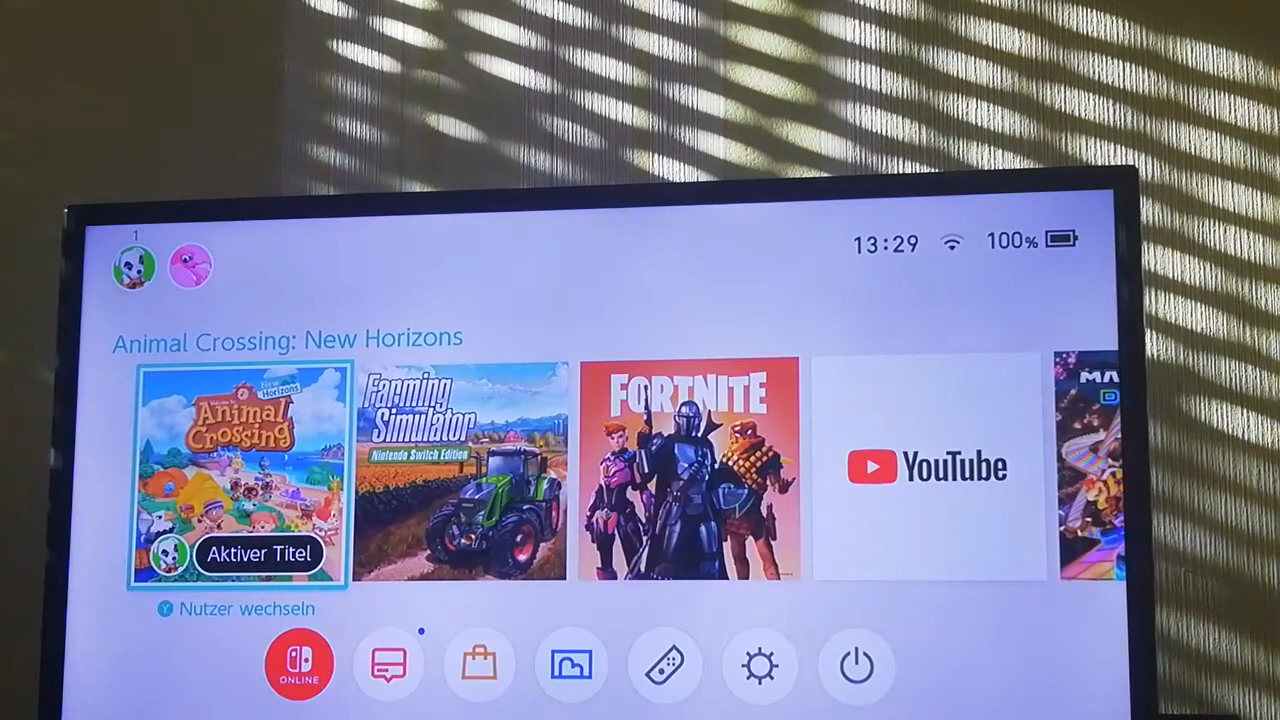 1
13:29
100%
Animal Crossing: New Horizons
New
Horizons
Animal
Crossing
Aktiver Titel
Farming
Simulator
Nintendo Switch Edition
FORTNITE
YouTube
MA
D
Y Nutzer wechseln
ONLINE